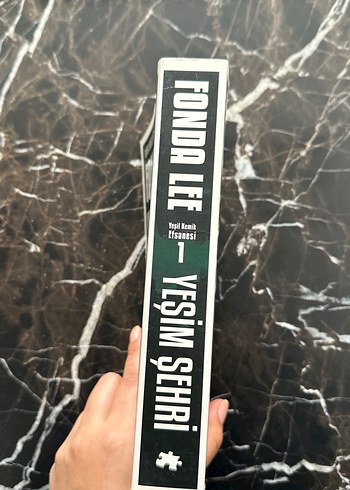 FONDA LEE
Yeşil Kemik
Efsanesi
1
YEŞİM ŞEHRİ